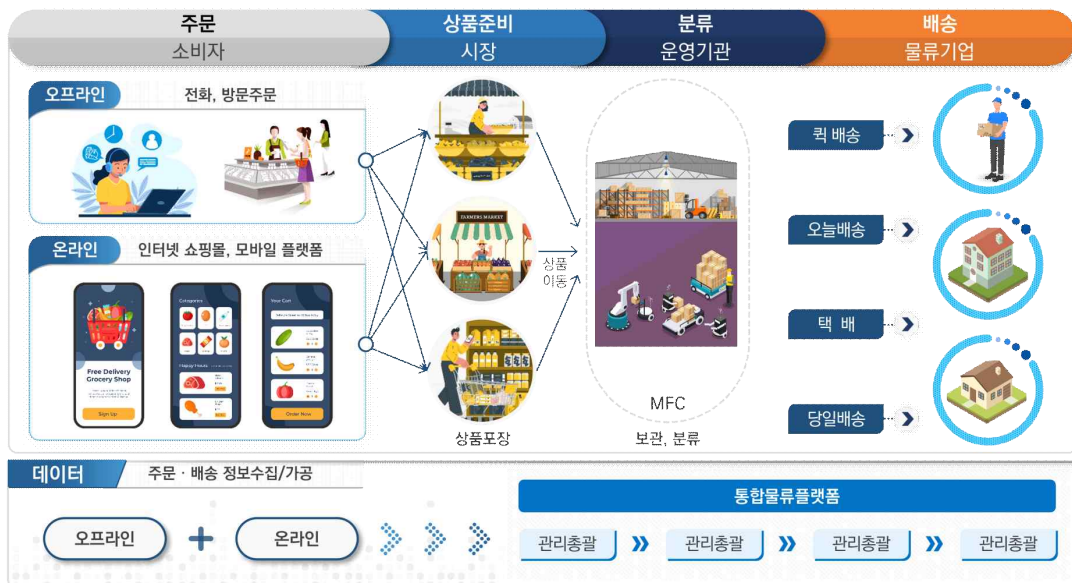 주문
소비자
상품준비
시장
분류
운영기관
배송
물류기업
오프라인
전화, 방문주문
온라인
인터넷 쇼핑몰, 모바일 플랫폼
Free Delivery
Grocery Shop
Sign Up
Categories
Happy Hours
Your Cart
Order Now
FARMERS MARKET
상품포장
상품
이동
MFC
보관, 분류
퀵 배송
오늘배송
택 배
당일배송
데이터
주문 · 배송 정보수집/가공
오프라인
+
온라인
통합물류플랫폼
관리총괄
관리총괄
관리총괄
관리총괄